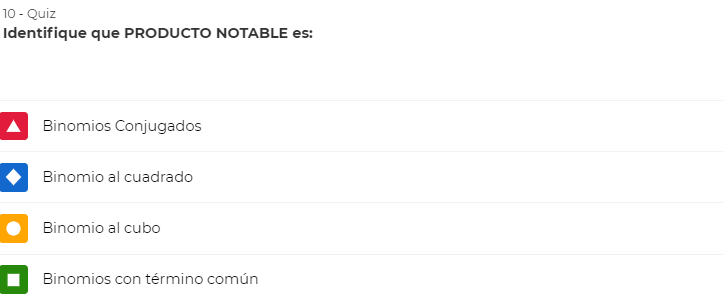 10 - Quiz
Identifique que PRODUCTO NOTABLE es:
Binomios Conjugados
Binomio al cuadrado
Binomio al cubo
Binomios con término común